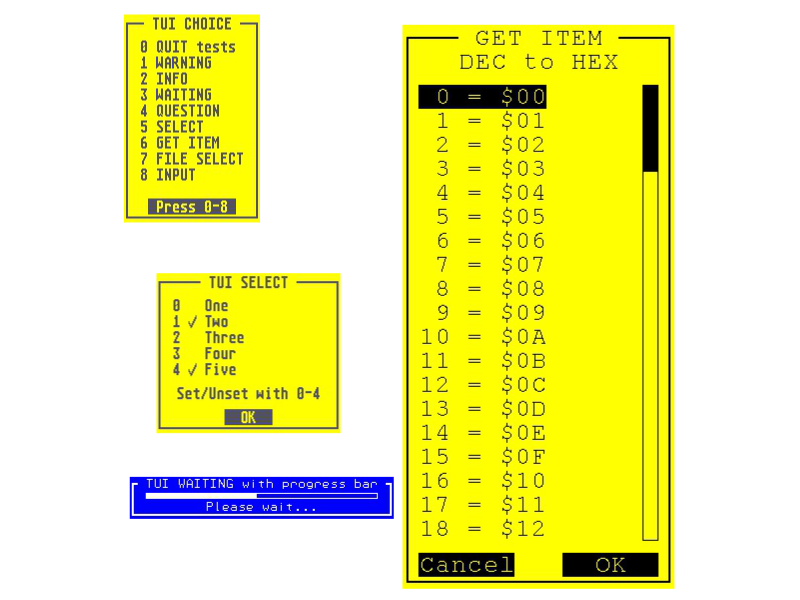 TUI CHOICE
0 QUIT tests
1 WARNING
2 INFO
3 WAITING
4 QUESTION
5 SELECT
6 GET ITEM
7 FILE SELECT
8 INPUT
Press 0-8
TUI SELECT
0 One
1 ✓ Two
2 Three
3 Four
4 ✓ Five
Set/Unset with 0-4
OK
TUI WAITING with progress bar
Please wait...
GET ITEM
DEC to HEX
0 = $00
1 = $01
2 = $02
3 = $03
4 = $04
5 = $05
6 = $06
7 = $07
8 = $08
9 = $09
10 = $0A
11 = $0B
12 = $0C
13 = $0D
14 = $0E
15 = $0F
16 = $10
17 = $11
18 = $12
Cancel OK